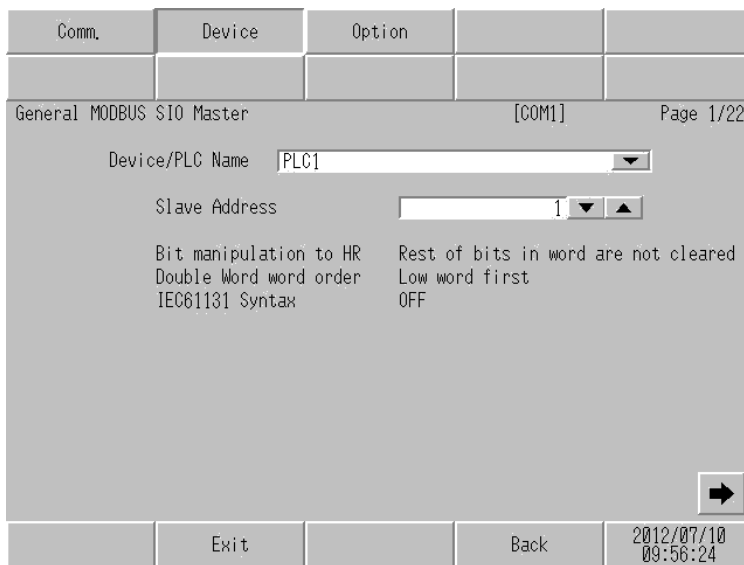 Comm. Device Option
General MODBUS SIO Master [COM1] Page 1/22
Device/PLC Name PLC1
Slave Address 1
Bit manipulation to HR Rest of bits in word are not cleared
Double Word word order Low word first
IEC61131 Syntax OFF
Exit Back 2012/07/10
09:56:24